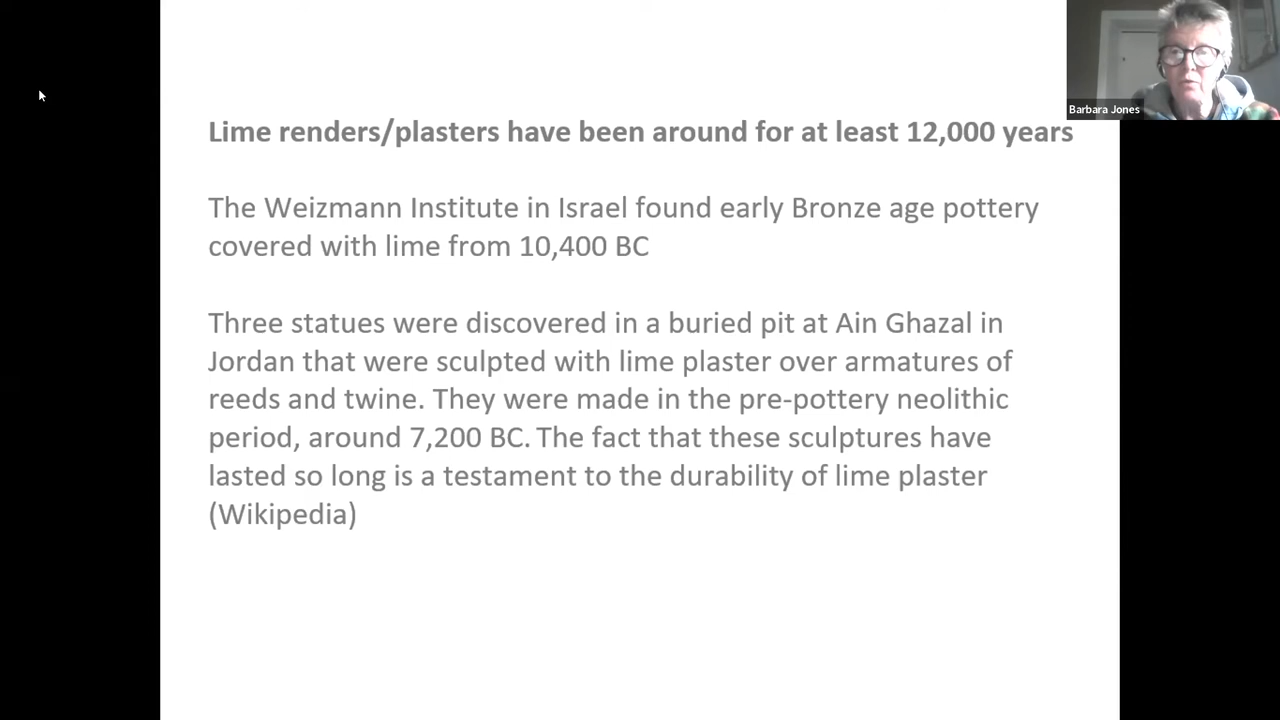 Barbara Jones
Lime renders/plasters have been around for at least 12,000 years
The Weizmann Institute in Israel found early Bronze age pottery
covered with lime from 10,400 BC
Three statues were discovered in a buried pit at Ain Ghazal in
Jordan that were sculpted with lime plaster over armatures of
reeds and twine. They were made in the pre-pottery neolithic
period, around 7,200 BC. The fact that these sculptures have
lasted so long is a testament to the durability of lime plaster
(Wikipedia)